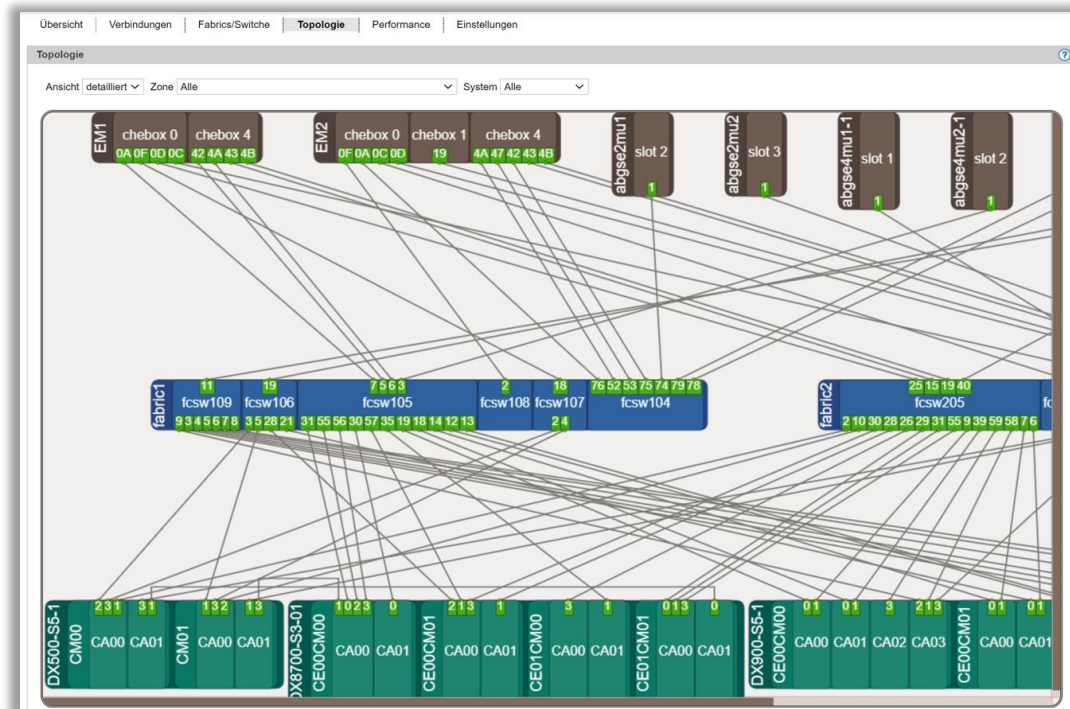 Übersicht Verbindungen Fabrics/Switche Topologie Performance Einstellungen
Topologie ?
Ansicht detailliert Zone Alle System Alle
EM1 chebox 0 chebox 4
0A 0F 0D 0C 42 4A 43 4B
EM2 chebox 0 chebox 1 chebox 4
0F 0A 0C 0D 19 4A 47 42 43 4B
abgse2mu1 slot 2
1
abgse2mu2 slot 3
1
abgse4mu1-1 slot 1
1
abgse4mu2-1 slot 2
1
11 19 7 5 6 3 2 18 76 52 53 75 74 79 78
fabric1 fcsw109 fcsw106 fcsw105 fcsw108 fcsw107 fcsw104
9 3 4 5 6 7 8 3 5 28 21 31 55 56 30 57 35 19 18 14 12 13 2 4
25 15 19 40
fabric2 fcsw205
2 10 30 28 26 29 31 55 9 39 59 58 7 6
2 3 1 3 1 1 3 2 1 3
DX500-S5-1 CM00 CA00 CA01 CM01 CA00 CA01
1 0 2 3 0 2 1 3 1 3 1 0 1 3 0
DX8700-S3-01 CE00CM00 CA00 CA01 CE00CM01 CA00 CA01 CE01CM00 CA00 CA01 CE01CM01 CA00 CA01
0 1 0 1 3 2 1 3 0 1 0 1
DX900-S5-1 CE00CM00 CA00 CA01 CA02 CA03 CE00CM01 CA00 CA01